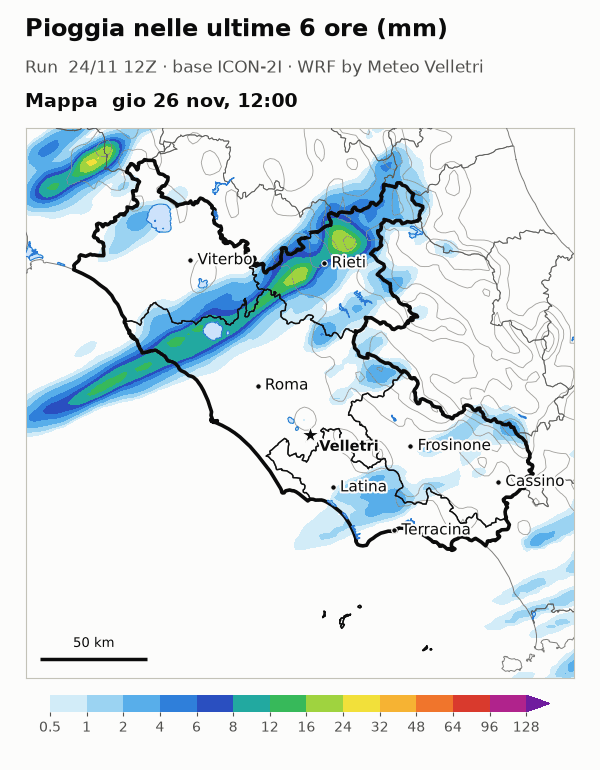 Pioggia nelle ultime 6 ore (mm)
Run  24/11 12Z · base ICON-2I · WRF by Meteo Velletri
Mappa  gio 26 nov, 12:00
Viterbo
Rieti
Roma
Velletri
Frosinone
Cassino
Latina
Terracina
50 km
0.5 1 2 4 6 8 12 16 24 32 48 64 96 128